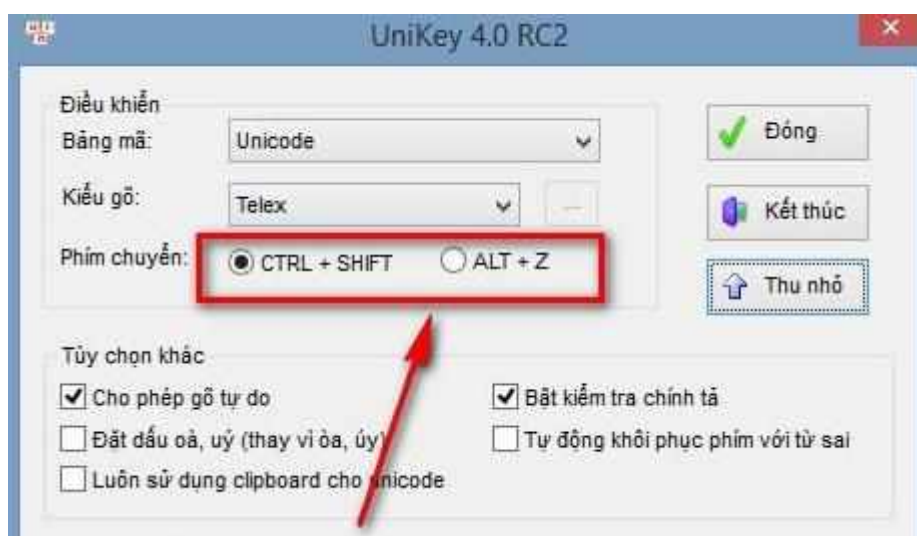 UniKey 4.0 RC2
Điều khiển
Bảng mã: Unicode
Đóng
Kiểu gõ: Telex
Kết thúc
Phím chuyển: CTRL + SHIFT ALT + Z
Thu nhỏ
Tùy chọn khác
Cho phép gõ tự do
Bật kiểm tra chính tả
Đặt dấu oà, uý (thay vì òa, úy)
Tự động khôi phục phím với từ sai
Luôn sử dụng clipboard cho unicode